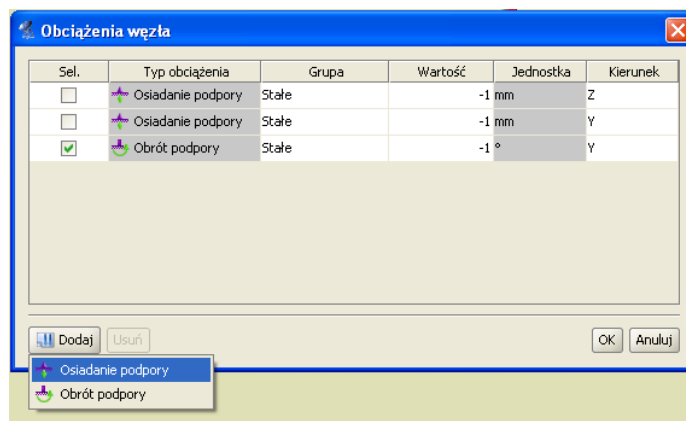 Obciążenia węzła
Sel. Typ obciążenia Grupa Wartość Jednostka Kierunek
Osiadanie podpory Stałe -1 mm Z
Osiadanie podpory Stałe -1 mm Y
Obrót podpory Stałe -1 ° Y
Dodaj Usuń OK Anuluj
Osiadanie podpory
Obrót podpory